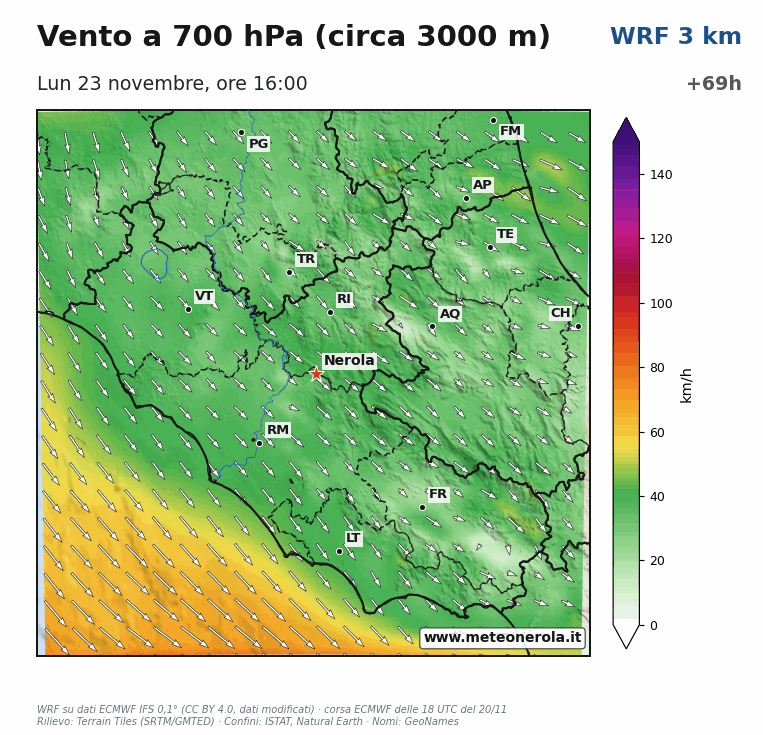 Vento a 700 hPa (circa 3000 m)
WRF 3 km
Lun 23 novembre, ore 16:00
+69h
FM
PG
AP
TE
TR
VT
RI
AQ
CH
Nerola
RM
FR
LT
www.meteonerola.it
140
120
100
80
60
40
20
0
km/h
WRF su dati ECMWF IFS 0,1° (CC BY 4.0, dati modificati) · corsa ECMWF delle 18 UTC del 20/11
Rilievo: Terrain Tiles (SRTM/GMTED) · Confini: ISTAT, Natural Earth · Nomi: GeoNames